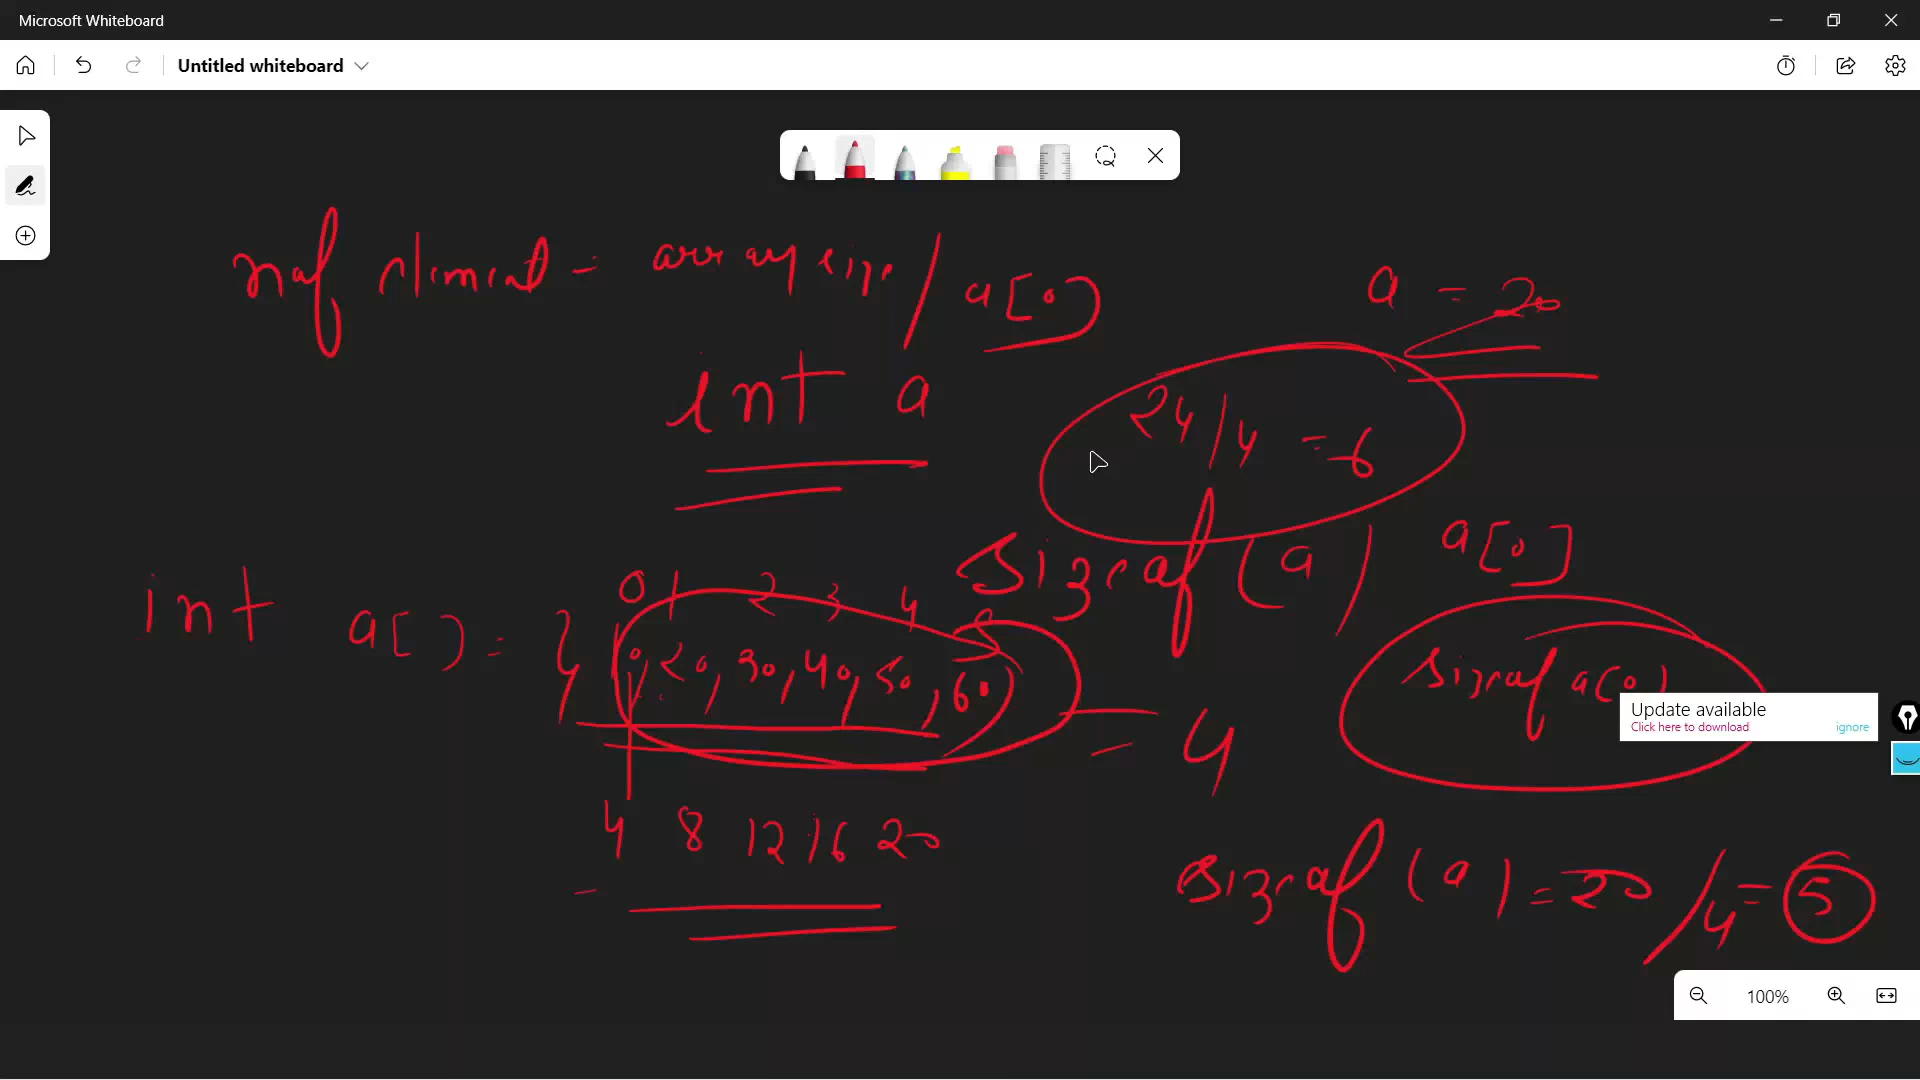 Microsoft Whiteboard
Untitled whiteboard
nof element = array size / a[0]
a = 20
int a
24/4 = 6
sizeof (a) a[0]
0 1 2 3 4 5
int a[] = { 10, 20, 30, 40, 50, 60
sizeof a[0]
= 4
Update available
Click here to download ignore
4 8 12 16 20
sizeof (a) = 20 / 4 = 5
100%